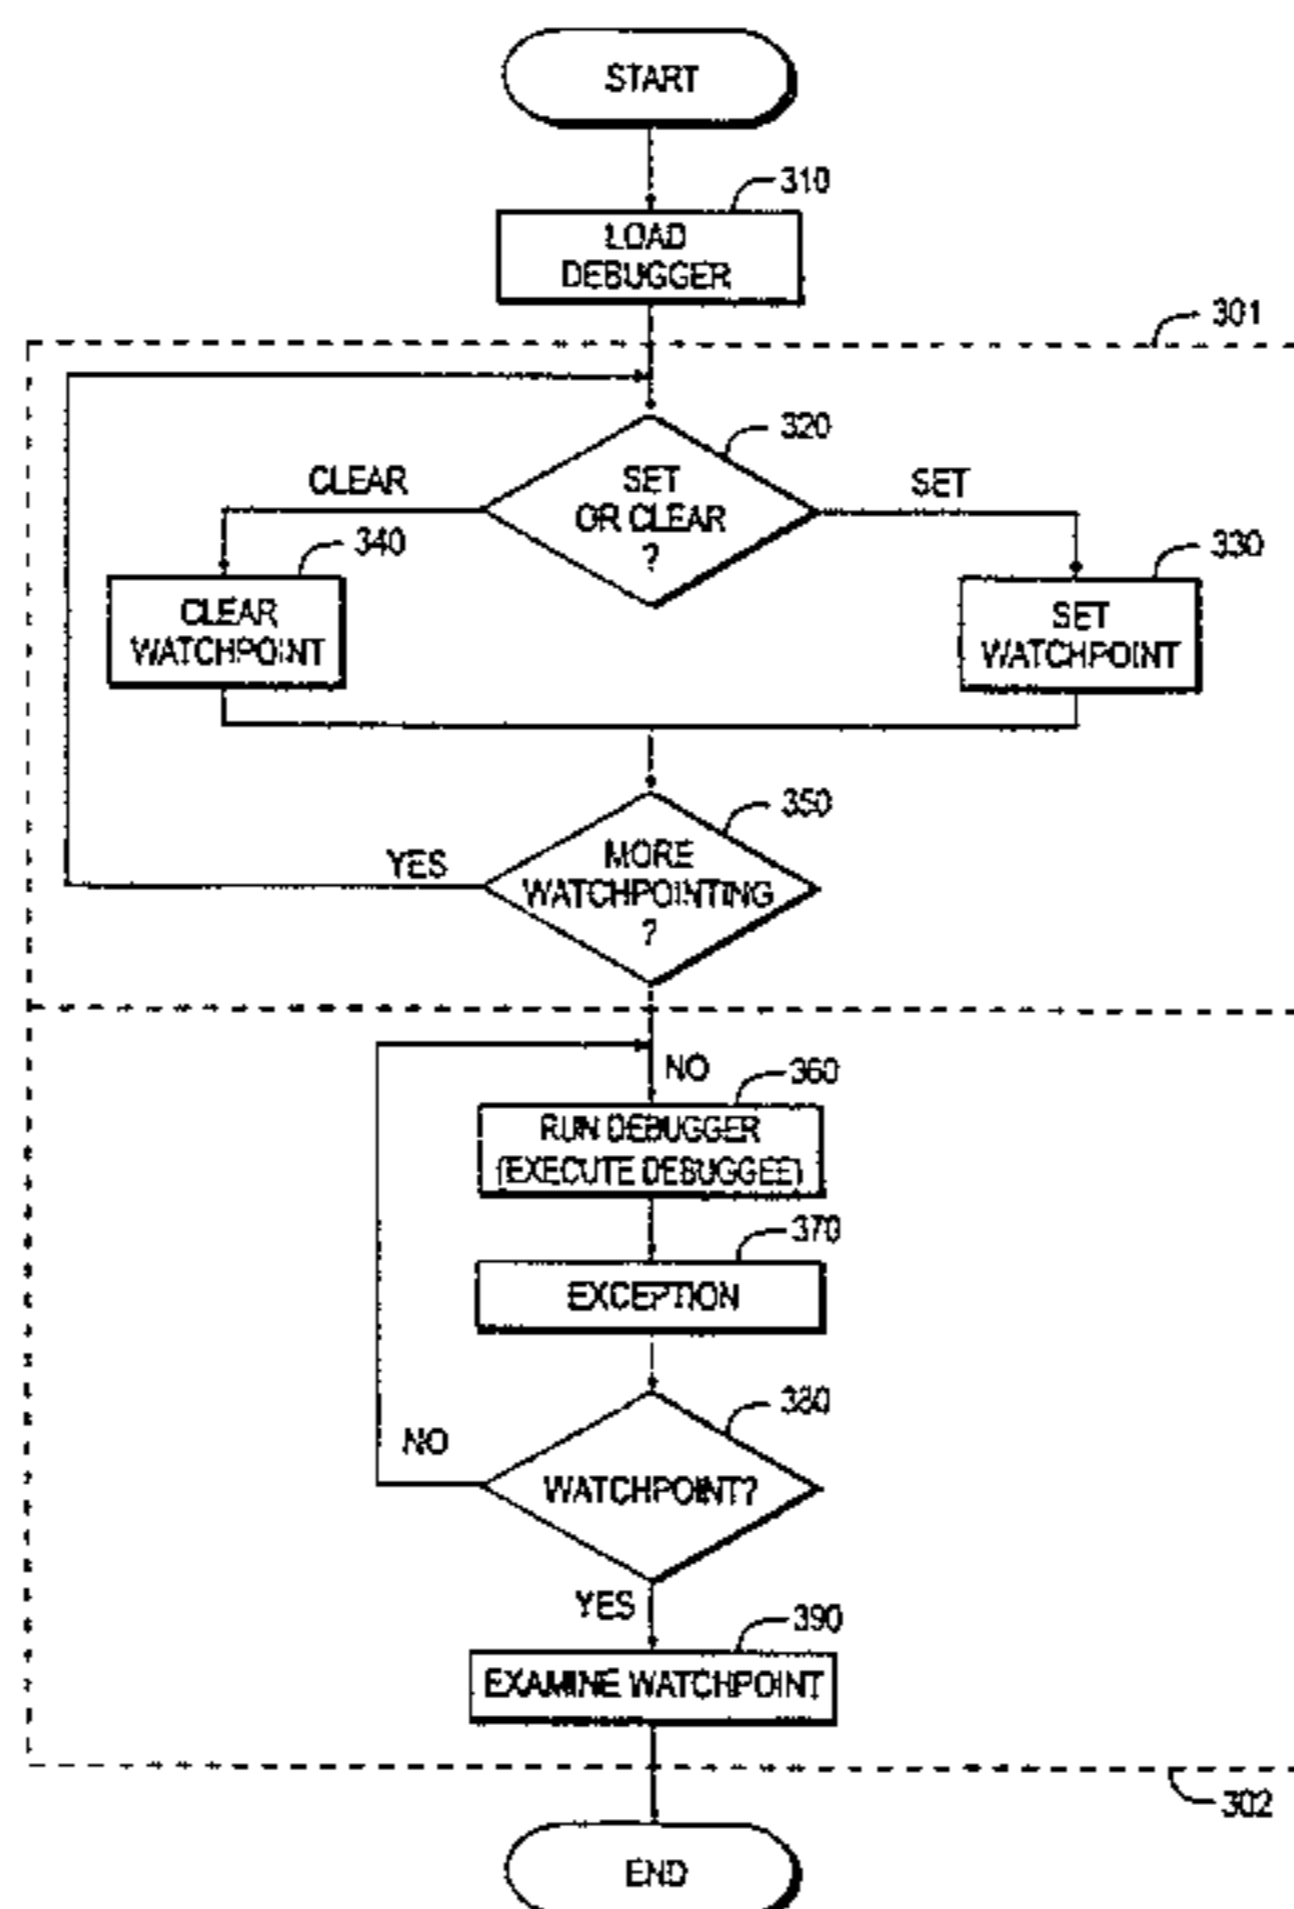 START
310
LOAD
DEBUGGER
301
320
CLEAR
SET
OR CLEAR
?
SET
340
330
CLEAR
WATCHPOINT
SET
WATCHPOINT
350
YES
MORE
WATCHPOINTING
?
NO
360
RUN DEBUGGER
(EXECUTE DEBUGGEE)
370
EXCEPTION
380
NO
WATCHPOINT?
YES
390
EXAMINE WATCHPOINT
302
END